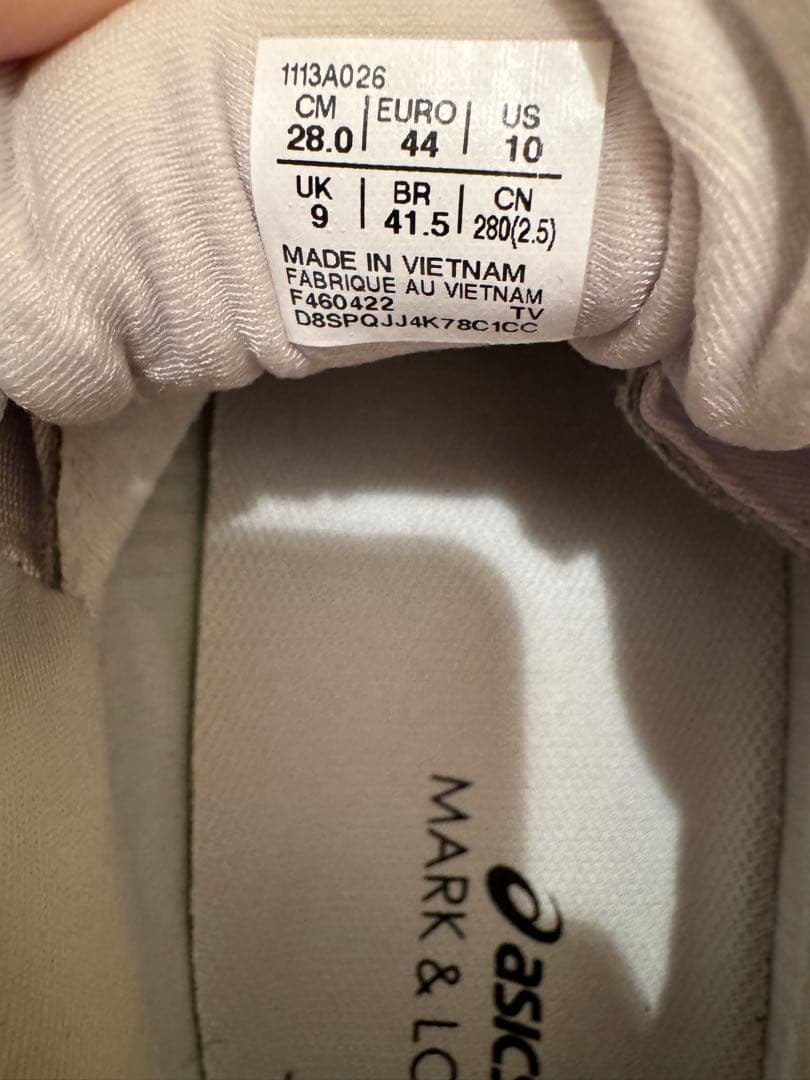 1113A026
CM | EURO | US
28.0 | 44 | 10
UK | BR | CN
9 | 41.5 | 280(2.5)
MADE IN VIETNAM
FABRIQUE AU VIETNAM
F460422 TV
D8SPQJJ4K78C1CC
asics
MARK & LO